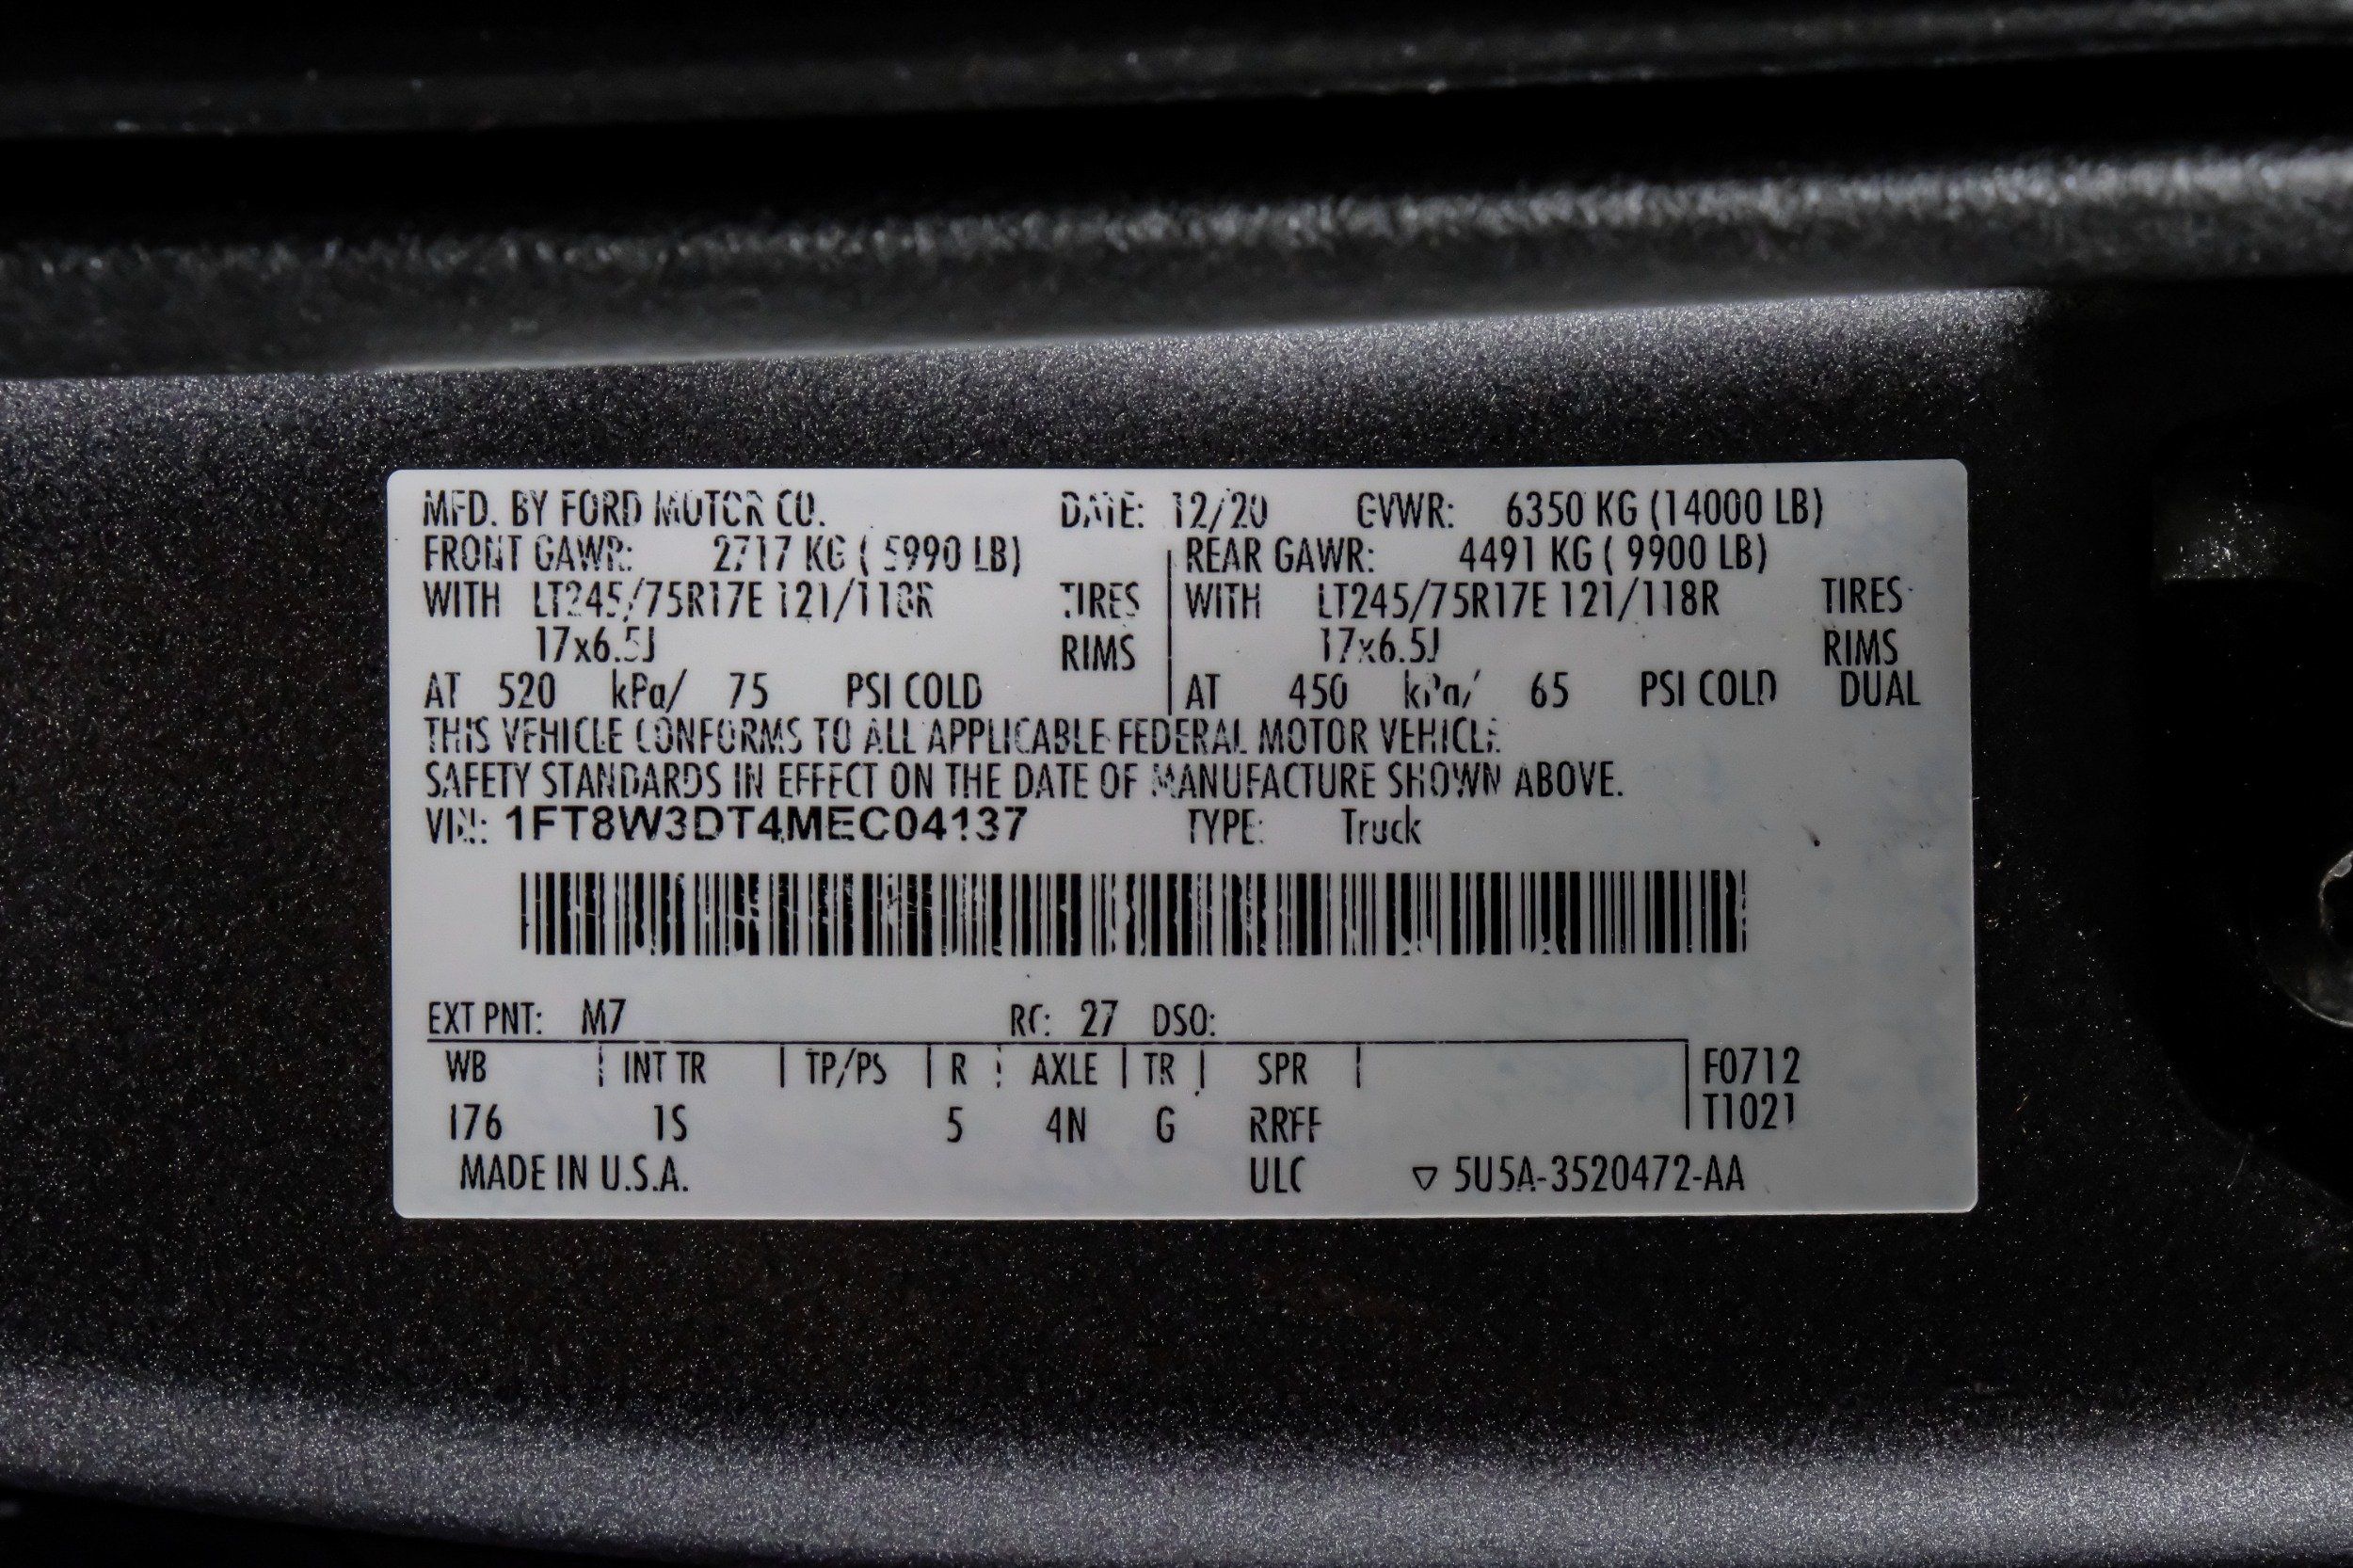 MFD. BY FORD MOTOR CO. DATE: 12/20 GVWR: 6350 KG (14000 LB)
FRONT GAWR: 2717 KG ( 5990 LB) REAR GAWR: 4491 KG ( 9900 LB)
WITH LT245/75R17E 121/118R TIRES WITH LT245/75R17E 121/118R TIRES
17x6.5J RIMS 17x6.5J RIMS
AT 520 kPa/ 75 PSI COLD AT 450 kPa/ 65 PSI COLD DUAL
THIS VEHICLE CONFORMS TO ALL APPLICABLE FEDERAL MOTOR VEHICLE
SAFETY STANDARDS IN EFFECT ON THE DATE OF MANUFACTURE SHOWN ABOVE.
VIN: 1FT8W3DT4MEC04137 TYPE: Truck
EXT PNT: M7 RC: 27 DSO:
WB INT TR TP/PS R AXLE TR SPR F0712
176 1S 5 4N G RRFF T1021
MADE IN U.S.A. ULC ▽ 5U5A-3520472-AA